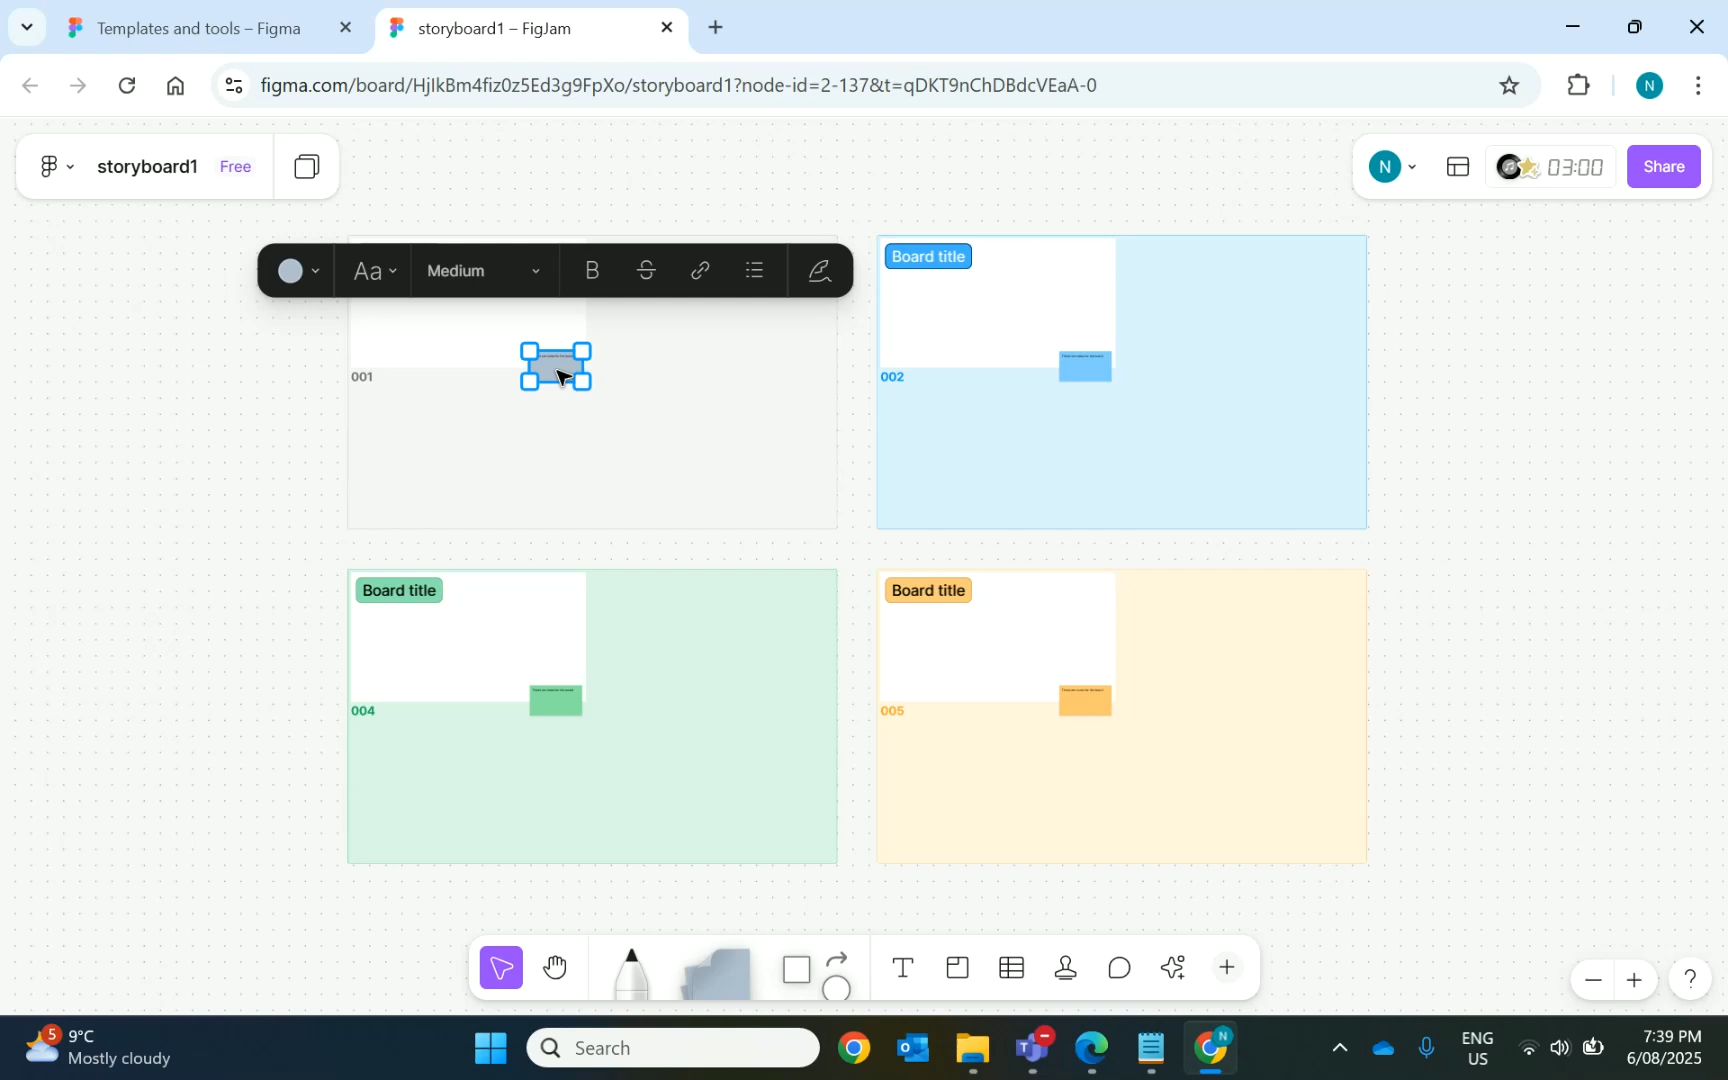 Templates and tools – Figma
storyboard1 – FigJam
figma.com/board/HjlkBm4fiz0z5Ed3g9FpXo/storyboard1?node-id=2-137&t=qDKT9nChDBdcVEaA-0
N
storyboard1 Free
N
03:00
Share
Aa
Medium
B
S
Board title
001
002
Board title
Board title
004
005
T
?
5
9°C
Mostly cloudy
Search
N
ENG
US
7:39 PM
6/08/2025